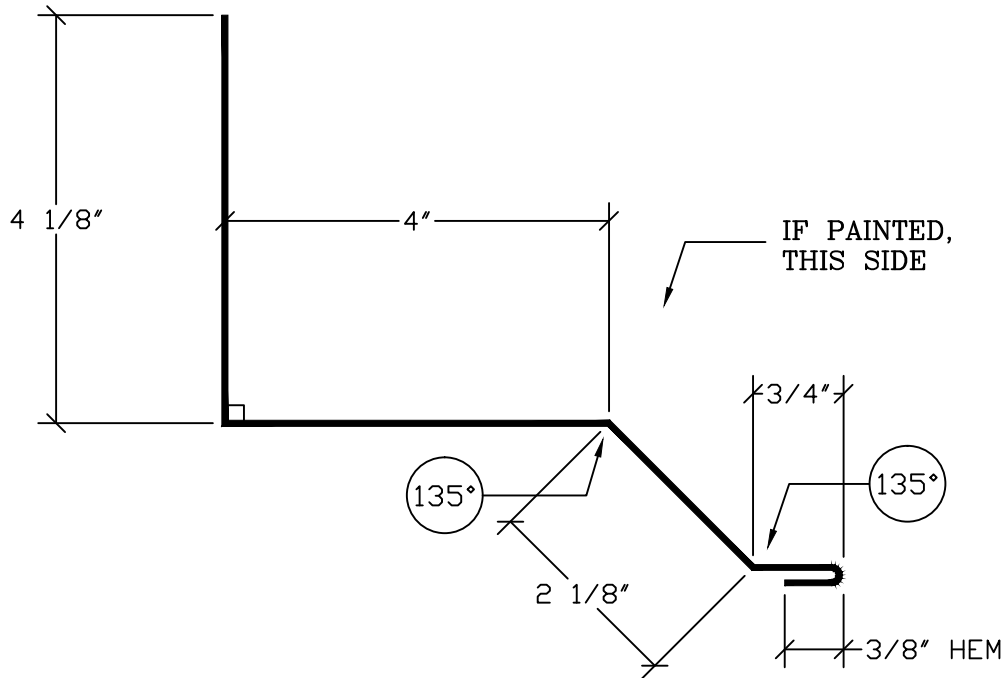 4 1/8"
4"
IF PAINTED,
THIS SIDE
3/4"
135°
135°
2 1/8"
3/8" HEM